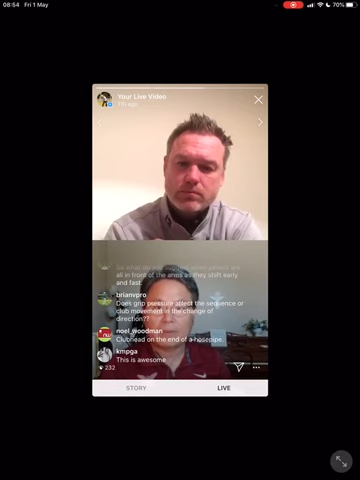 08:54 Fri 1 May
70%
Your Live Video
11h ago
all in front of the arms as they shift early
and fast.
brianvpro
Does grip pressure affect the sequence or
club movement in the change of
direction??
noel_woodman
Clubhead on the end of a hosepipe.
kmpga
This is awesome
232
STORY LIVE